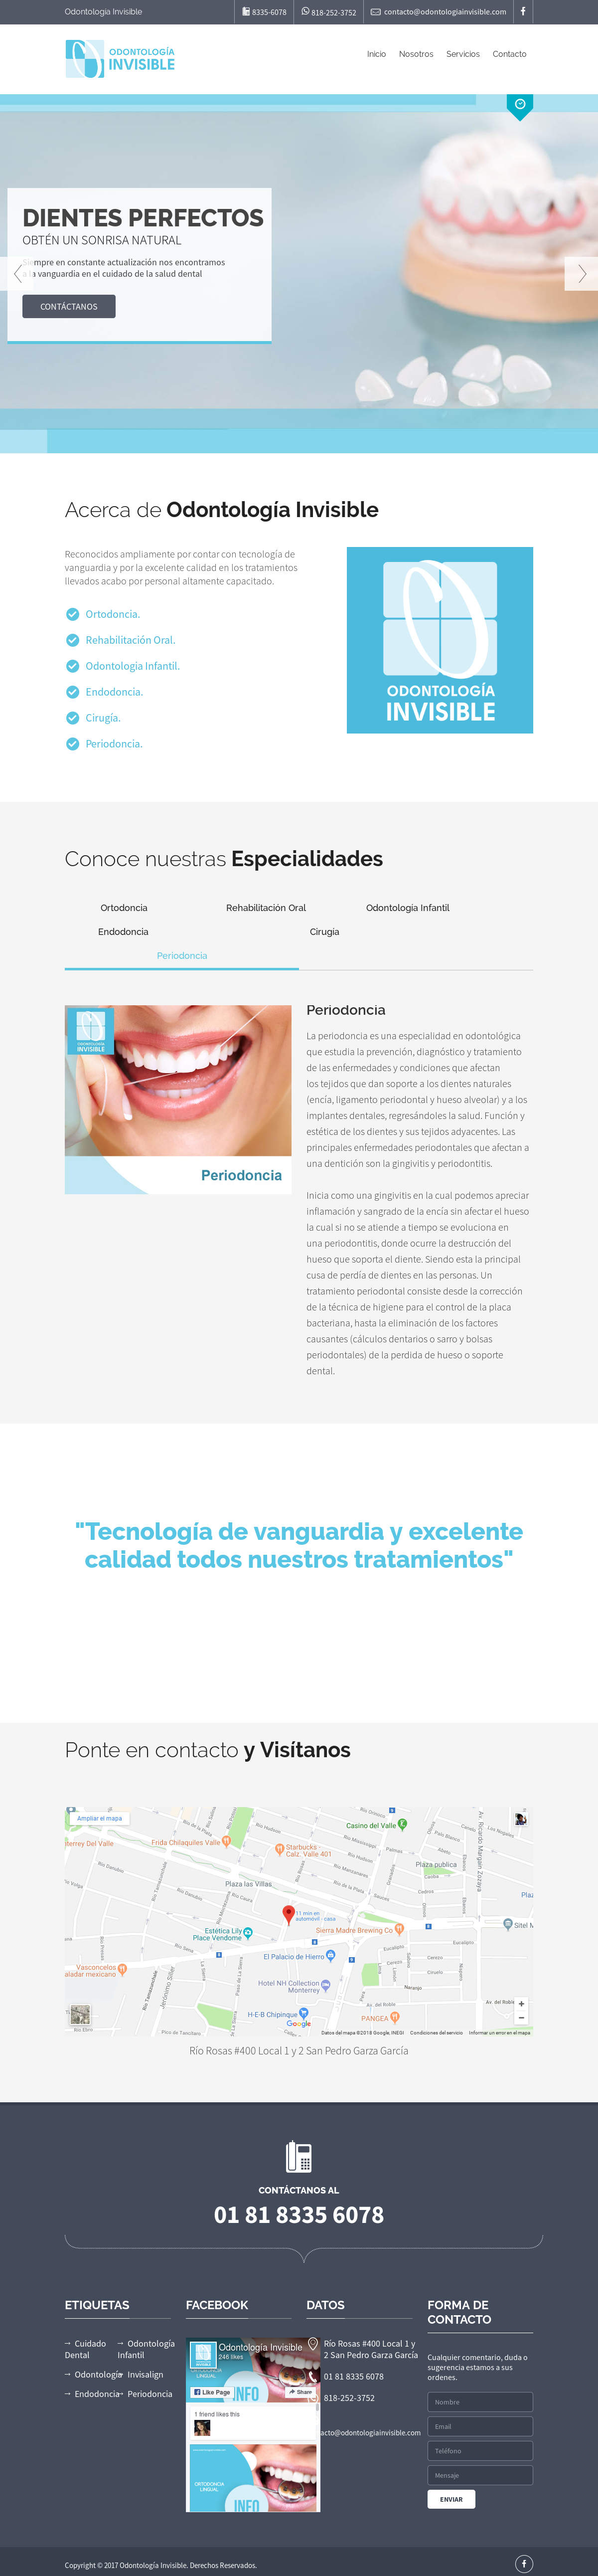 Odontología Invisible
8335-6078
818-252-3752
contacto@odontologiainvisible.com
ODONTOLOGÍA
INVISIBLE
Inicio
Nosotros
Servicios
Contacto
DIENTES PERFECTOS
OBTÉN UN SONRISA NATURAL
Siempre en constante actualización nos encontramos
a la vanguardia en el cuidado de la salud dental
CONTÁCTANOS
Acerca de Odontología Invisible
Reconocidos ampliamente por contar con tecnología de
vanguardia y por la excelente calidad en los tratamientos
llevados acabo por personal altamente capacitado.
Ortodoncia.
Rehabilitación Oral.
Odontologia Infantil.
Endodoncia.
Cirugía.
Periodoncia.
ODONTOLOGÍA
INVISIBLE
Conoce nuestras Especialidades
Ortodoncia
Rehabilitación Oral
Odontologia Infantil
Endodoncia
Cirugía
Periodoncia
ODONTOLOGÍA
INVISIBLE
Periodoncia
Periodoncia
La periodoncia es una especialidad en odontológica
que estudia la prevención, diagnóstico y tratamiento
de las enfermedades y condiciones que afectan
los tejidos que dan soporte a los dientes naturales
(encía, ligamento periodontal y hueso alveolar) y a los
implantes dentales, regresándoles la salud. Función y
estética de los dientes y sus tejidos adyacentes. Las
principales enfermedades periodontales que afectan a
una dentición son la gingivitis y periodontitis.
Inicia como una gingivitis en la cual podemos apreciar
inflamación y sangrado de la encía sin afectar el hueso
la cual si no se atiende a tiempo se evoluciona en
una periodontitis, donde ocurre la destrucción del
hueso que soporta el diente. Siendo esta la principal
cusa de perdida de dientes en las personas. Un
tratamiento periodontal consiste desde la corrección
de la técnica de higiene para el control de la placa
bacteriana, hasta la eliminación de los factores
causantes (cálculos dentarios o sarro y bolsas
periodontales) de la perdida de hueso o soporte
dental.
"Tecnología de vanguardia y excelente
calidad todos nuestros tratamientos"
Ponte en contacto y Visítanos
Ampliar el mapa
Casino del Valle
Frida Chilaquiles Valle
Starbucks -
Calz. Valle 401
Plaza las Villas
Plaza publica
Av. Ricardo Margain Zozaya
11 min en
automóvil - casa
Estética Lily
Place Vendome
Sierra Madre Brewing Co
Sitel M
El Palacio de Hierro
Vasconcelos
aladar mexicano
Hotel NH Collection
Monterrey
H-E-B Chipinque
PANGEA
Google
Datos del mapa ©2018 Google, INEGI
Condiciones del servicio
Informar un error en el mapa
Río Rosas #400 Local 1 y 2 San Pedro Garza García
CONTÁCTANOS AL
01 81 8335 6078
ETIQUETAS
Cuidado
Dental
Odontología
Infantil
Odontología
Invisalign
Endodoncia
Periodoncia
FACEBOOK
Odontología Invisible
246 likes
LINGUAL
Like Page
Share
1 friend likes this
ORTODONCIA
LINGUAL
INFO
DATOS
Río Rosas #400 Local 1 y
2 San Pedro Garza García
01 81 8335 6078
818-252-3752
acto@odontologiainvisible.com
FORMA DE
CONTACTO
Cualquier comentario, duda o
sugerencia estamos a sus
ordenes.
Nombre
Email
Teléfono
Mensaje
ENVIAR
Copyright © 2017 Odontología Invisible. Derechos Reservados.